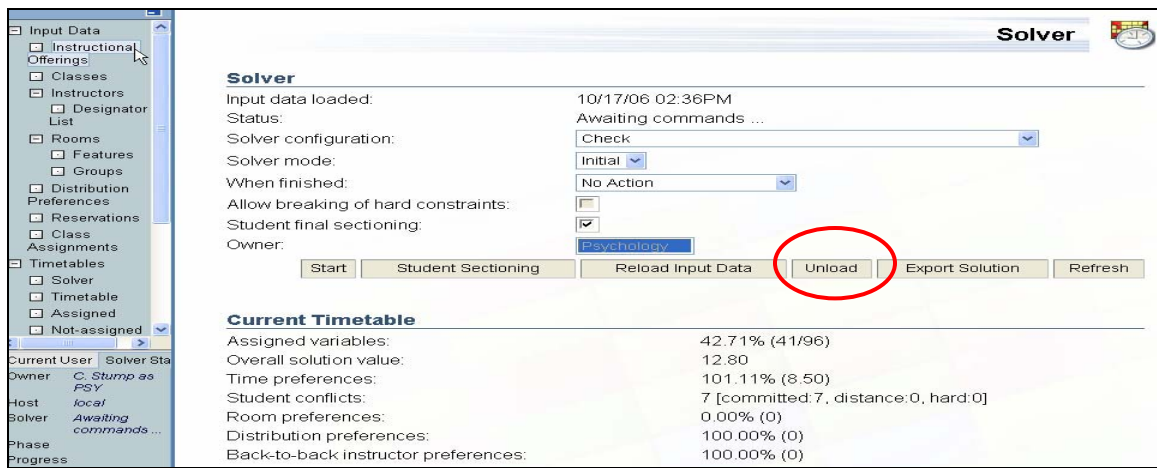 Input Data
Instructional
Offerings
Classes
Instructors
Designator
List
Rooms
Features
Groups
Distribution
Preferences
Reservations
Class
Assignments
Timetables
Solver
Timetable
Assigned
Not-assigned
Current User Solver Sta
Owner C. Stump as
PSY
Host local
Solver Awaiting
commands ...
Phase
Progress
Solver
Solver
Input data loaded: 10/17/06 02:36PM
Status: Awaiting commands ...
Solver configuration: Check
Solver mode: Initial
When finished: No Action
Allow breaking of hard constraints:
Student final sectioning:
Owner: Psychology
Start Student Sectioning Reload Input Data Unload Export Solution Refresh
Current Timetable
Assigned variables: 42.71% (41/96)
Overall solution value: 12.80
Time preferences: 101.11% (8.50)
Student conflicts: 7 [committed:7, distance:0, hard:0]
Room preferences: 0.00% (0)
Distribution preferences: 100.00% (0)
Back-to-back instructor preferences: 100.00% (0)